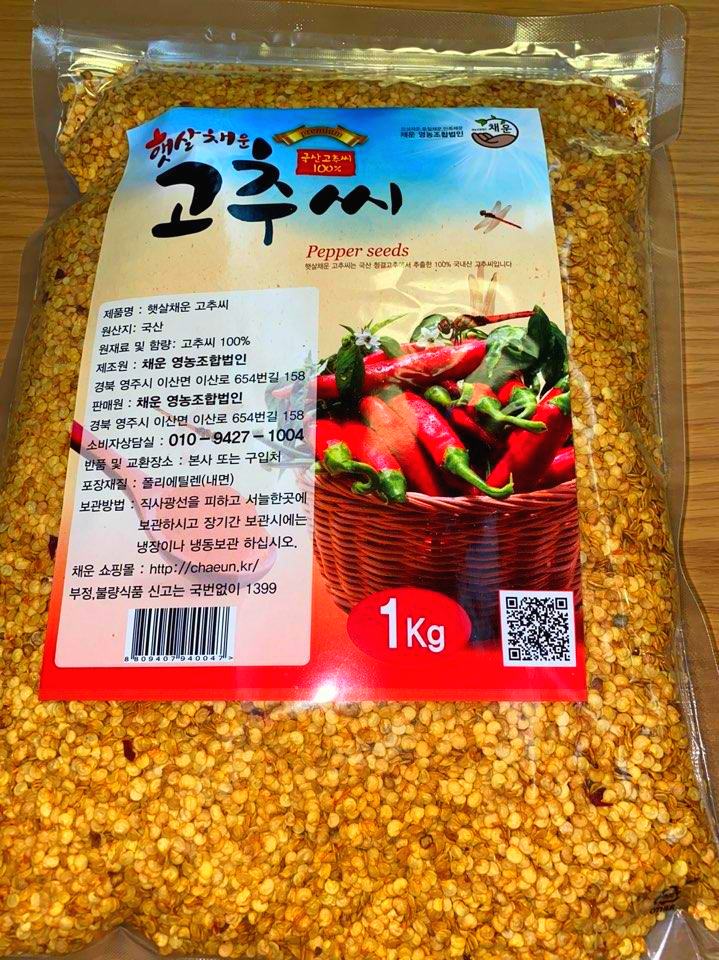 햇살채운
premium
국산고추씨
100%
채운 영농조합법인
채운
고추씨
Pepper seeds
햇살채운 고추씨는 국산 청결고추에서 추출한 100% 국내산 고추씨입니다
제품명 : 햇살채운 고추씨
원산지: 국산
원재료 및 함량: 고추씨 100%
제조원 : 채운 영농조합법인
경북 영주시 이산면 이산로 654번길 158
판매원 : 채운 영농조합법인
경북 영주시 이산면 이산로 654번길 158
소비자상담실 : 010-9427-1004
반품 및 교환장소 : 본사 또는 구입처
포장재질 : 폴리에틸렌(내면)
보관방법 : 직사광선을 피하고 서늘한곳에
보관하시고 장기간 보관시에는
냉장이나 냉동보관 하십시오.
채운 쇼핑몰 : http://chaeun.kr/
부정,불량식품 신고는 국번없이 1399
8 809407 940047 >
1Kg